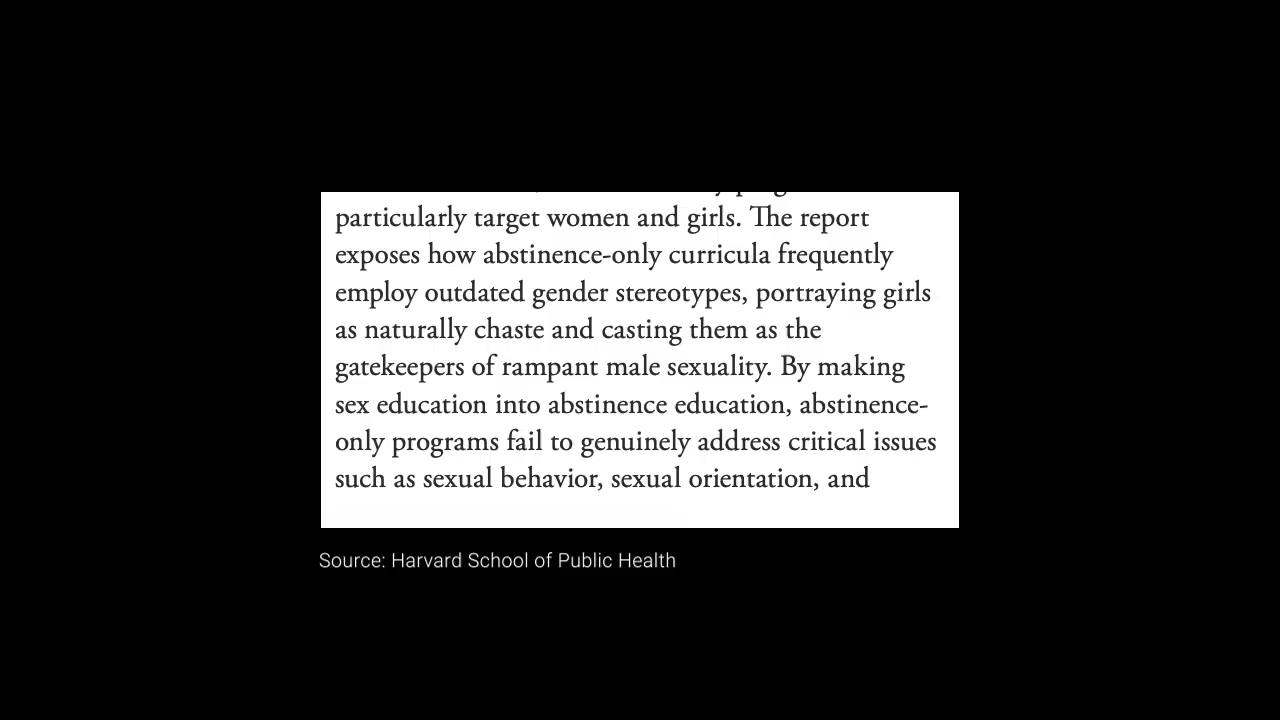 particularly target women and girls. The report
exposes how abstinence-only curricula frequently
employ outdated gender stereotypes, portraying girls
as naturally chaste and casting them as the
gatekeepers of rampant male sexuality. By making
sex education into abstinence education, abstinence-
only programs fail to genuinely address critical issues
such as sexual behavior, sexual orientation, and
Source: Harvard School of Public Health